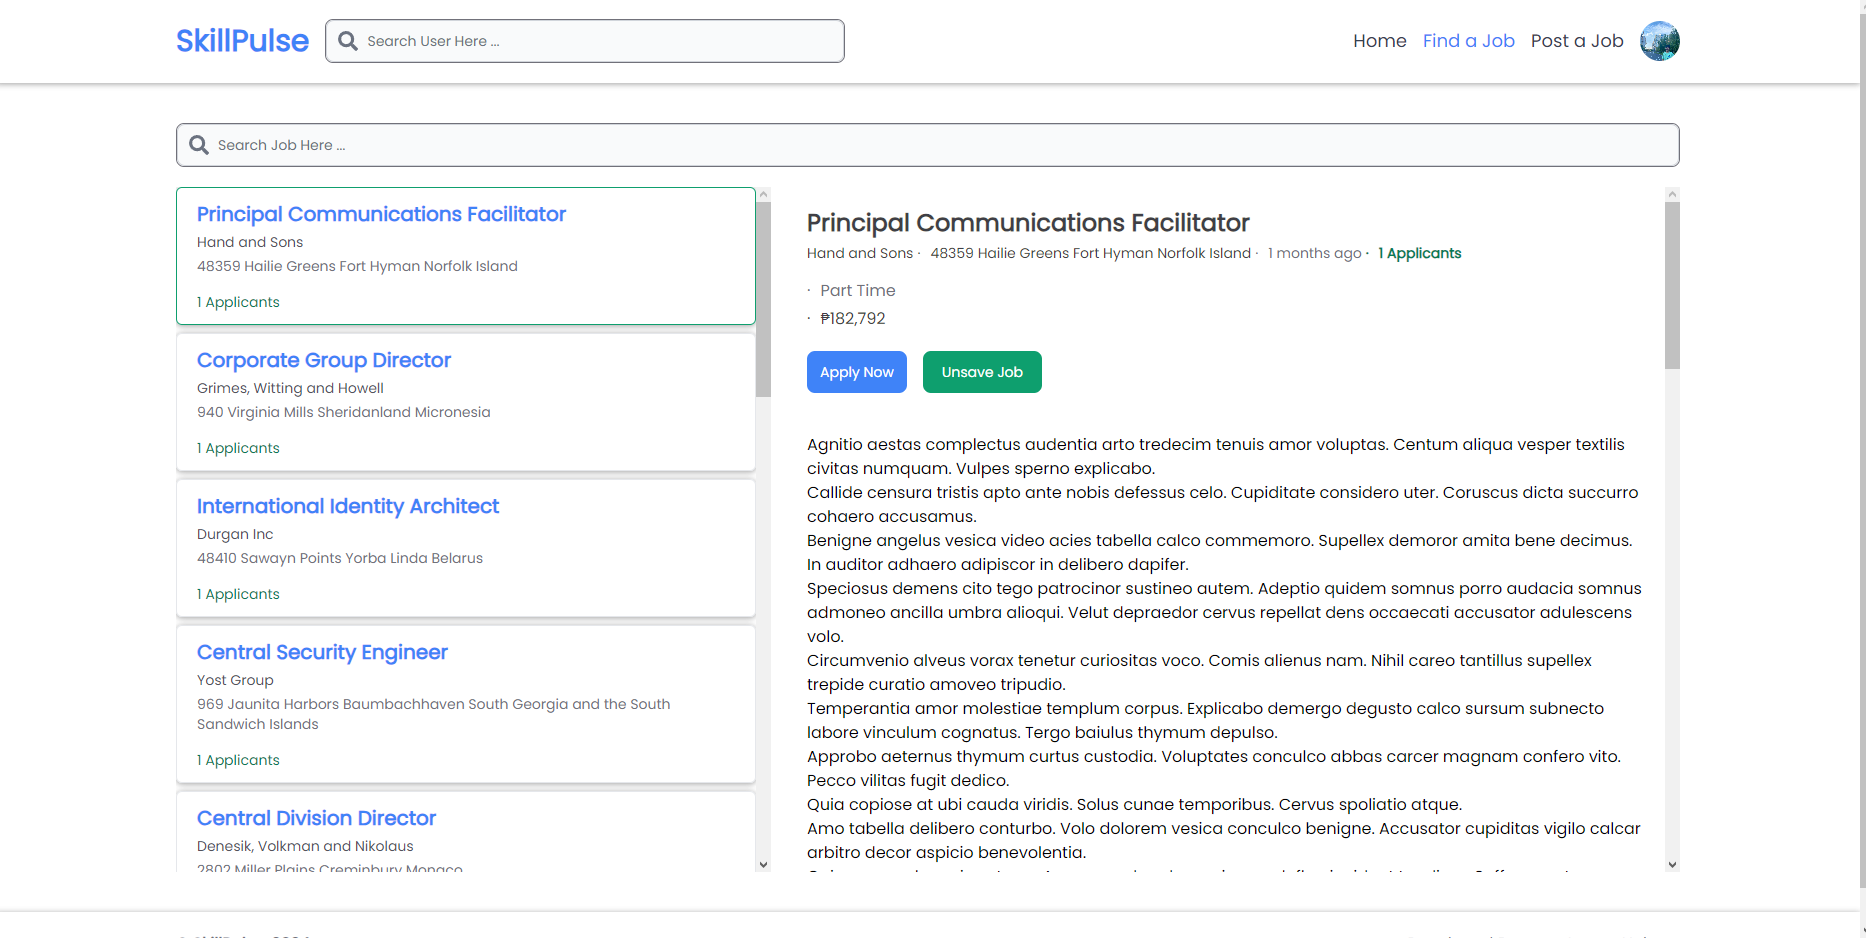 SkillPulse
Search User Here ...
Home
Find a Job
Post a Job
Search Job Here ...
Principal Communications Facilitator
Hand and Sons
48359 Hailie Greens Fort Hyman Norfolk Island
1 Applicants
Corporate Group Director
Grimes, Witting and Howell
940 Virginia Mills Sheridanland Micronesia
1 Applicants
International Identity Architect
Durgan Inc
48410 Sawayn Points Yorba Linda Belarus
1 Applicants
Central Security Engineer
Yost Group
969 Jaunita Harbors Baumbachhaven South Georgia and the South
Sandwich Islands
1 Applicants
Central Division Director
Denesik, Volkman and Nikolaus
2802 Miller Plains Creminbury Monaco
Principal Communications Facilitator
Hand and Sons · 48359 Hailie Greens Fort Hyman Norfolk Island · 1 months ago · 1 Applicants
· Part Time
· ₱182,792
Apply Now
Unsave Job
Agnitio aestas complectus audentia arto tredecim tenuis amor voluptas. Centum aliqua vesper textilis
civitas numquam. Vulpes sperno explicabo.
Callide censura tristis apto ante nobis defessus celo. Cupiditate considero uter. Coruscus dicta succurro
cohaero accusamus.
Benigne angelus vesica video acies tabella calco commemoro. Supellex demoror amita bene decimus.
In auditor adhaero adipiscor in delibero dapifer.
Speciosus demens cito tego patrocinor sustineo autem. Adeptio quidem somnus porro audacia somnus
admoneo ancilla umbra alioqui. Velut depraedor cervus repellat dens occaecati accusator adulescens
volo.
Circumvenio alveus vorax tenetur curiositas voco. Comis alienus nam. Nihil careo tantillus supellex
trepide curatio amoveo tripudio.
Temperantia amor molestiae templum corpus. Explicabo demergo degusto calco sursum subnecto
labore vinculum cognatus. Tergo baiulus thymum depulso.
Approbo aeternus thymum curtus custodia. Voluptates conculco abbas carcer magnam confero vito.
Pecco vilitas fugit dedico.
Quia copiose at ubi cauda viridis. Solus cunae temporibus. Cervus spoliatio atque.
Amo tabella delibero conturbo. Volo dolorem vesica conculco benigne. Accusator cupiditas vigilo calcar
arbitro decor aspicio benevolentia.